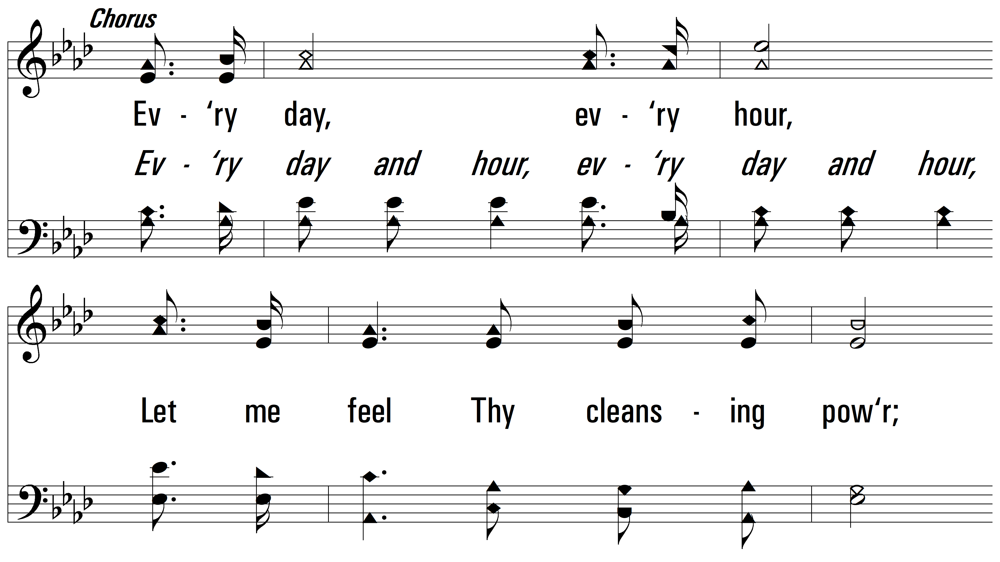 Chorus
Ev - ‘ry day, ev - ‘ry hour,
Ev - ‘ry day and hour, ev - ‘ry day and hour,
Let me feel Thy cleans - ing pow‘r;